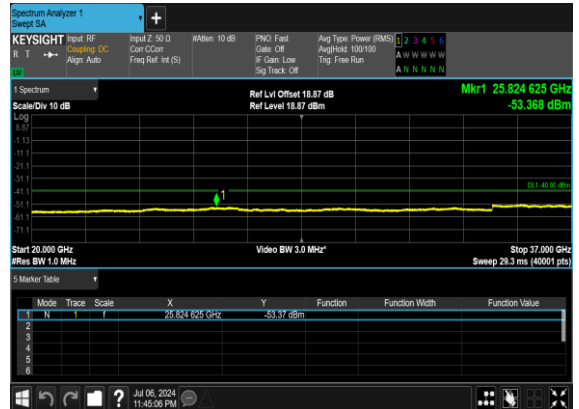 Spectrum Analyzer 1
Swept SA
+
KEYSIGHT Input: RF Input Z: 50 Ω #Atten: 10 dB PNO: Fast Avg Type: Power (RMS) 1 2 3 4 5 6
R T Coupling: DC Corr CCorr Gate: Off Avg|Hold: 100/100 A W W W W W
Align: Auto Freq Ref: Int (S) IF Gain: Low Trig: Free Run
LW Sig Track: Off A N N N N N
1 Spectrum Ref Lvl Offset 18.87 dB Mkr1 25.824 625 GHz
Scale/Div 10 dB Ref Level 18.87 dBm -53.368 dBm
Log
8.87
-1.13
-11.1
-21.1
-31.1
DL1 -40.00 dBm
-41.1
1
-51.1
-61.1
-71.1
Start 20.000 GHz Video BW 3.0 MHz* Stop 37.000 GHz
#Res BW 1.0 MHz Sweep 29.3 ms (40001 pts)
5 Marker Table
Mode Trace Scale X Y Function Function Width Function Value
1 N 1 f 25.824 625 GHz -53.37 dBm
2
3
4
5
6
? Jul 06, 2024
11:45:06 PM